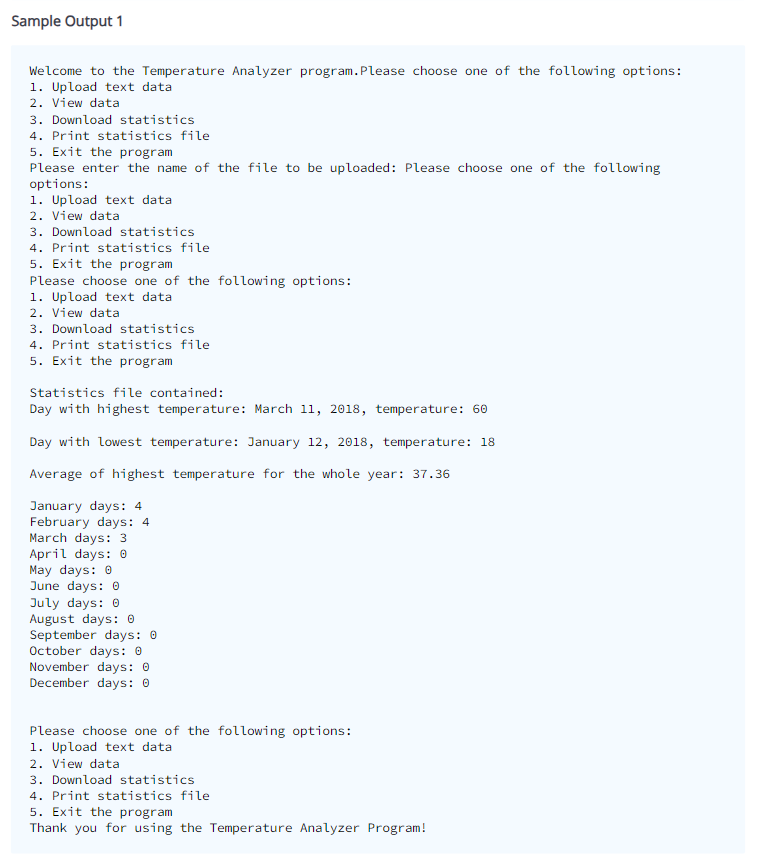 Sample Output 1
Welcome to the Temperature Analyzer program.Please choose one of the following options:
1. Upload text data
2. View data
3. Download statistics
4. Print statistics file
5. Exit the program
Please enter the name of the file to be uploaded: Please choose one of the following
options:
1. Upload text data
2. View data
3. Download statistics
4. Print statistics file
5. Exit the program
Please choose one of the following options:
1. Upload text data
2. View data
3. Download statistics
4. Print statistics file
5. Exit the program
Statistics file contained:
Day with highest temperature: March 11, 2018, temperature: 60
Day with lowest temperature: January 12, 2018, temperature: 18
Average of highest temperature for the whole year: 37.36
January days: 4
February days: 4
March days: 3
April days: 0
May days: 0
June days: 0
July days: 0
August days: 0
September days: 0
October days: 0
November days: 0
December days: 0
Please choose one of the following options:
1. Upload text data
2. View data
3. Download statistics
4. Print statistics file
5. Exit the program
Thank you for using the Temperature Analyzer Program!